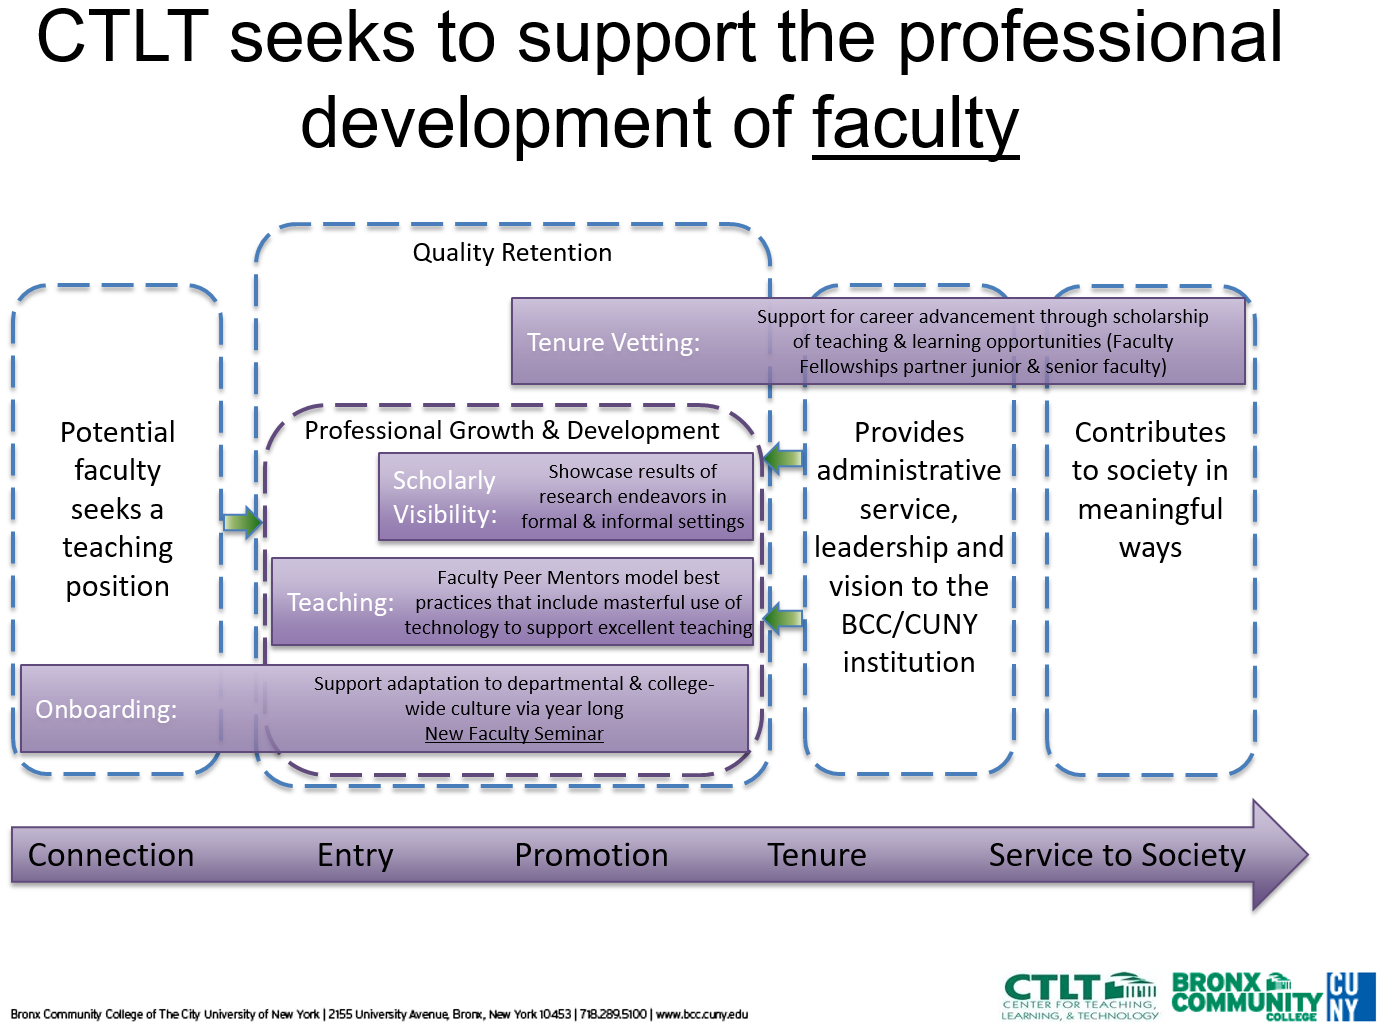 CTLT seeks to support the professional
development of faculty
Quality Retention
Tenure Vetting:
Support for career advancement through scholarship
of teaching & learning opportunities (Faculty
Fellowships partner junior & senior faculty)
Potential
faculty
seeks a
teaching
position
Professional Growth & Development
Scholarly
Visibility:
Showcase results of
research endeavors in
formal & informal settings
Teaching:
Faculty Peer Mentors model best
practices that include masterful use of
technology to support excellent teaching
Onboarding:
Support adaptation to departmental & college-
wide culture via year long
New Faculty Seminar
Provides
administrative
service,
leadership and
vision to the
BCC/CUNY
institution
Contributes
to society in
meaningful
ways
Connection
Entry
Promotion
Tenure
Service to Society
Bronx Community College of The City University of New York | 2155 University Avenue, Bronx, New York 10453 | 718.289.5100 | www.bcc.cuny.edu
CTLT
CENTER FOR TEACHING,
LEARNING, & TECHNOLOGY
BRONX
COMMUNITY
COLLEGE
CU
NY